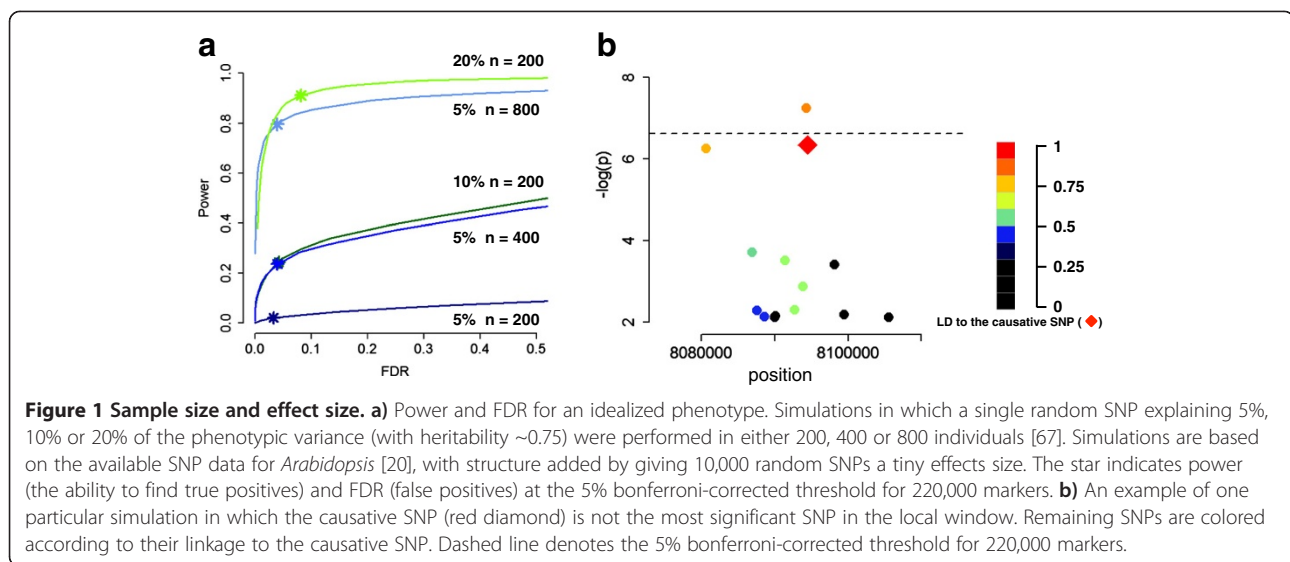 a
20% n = 200
5% n = 800
10% n = 200
5% n = 400
5% n = 200
Power
1.0
0.8
0.6
0.4
0.2
0.0
0.0 0.1 0.2 0.3 0.4 0.5
FDR
b
-log(p)
8
6
4
2
8080000 8100000
position
1
0.75
0.5
0.25
0
LD to the causative SNP ( )
Figure 1 Sample size and effect size. a) Power and FDR for an idealized phenotype. Simulations in which a single random SNP explaining 5%,
10% or 20% of the phenotypic variance (with heritability ~0.75) were performed in either 200, 400 or 800 individuals [67]. Simulations are based
on the available SNP data for Arabidopsis [20], with structure added by giving 10,000 random SNPs a tiny effects size. The star indicates power
(the ability to find true positives) and FDR (false positives) at the 5% bonferroni-corrected threshold for 220,000 markers. b) An example of one
particular simulation in which the causative SNP (red diamond) is not the most significant SNP in the local window. Remaining SNPs are colored
according to their linkage to the causative SNP. Dashed line denotes the 5% bonferroni-corrected threshold for 220,000 markers.